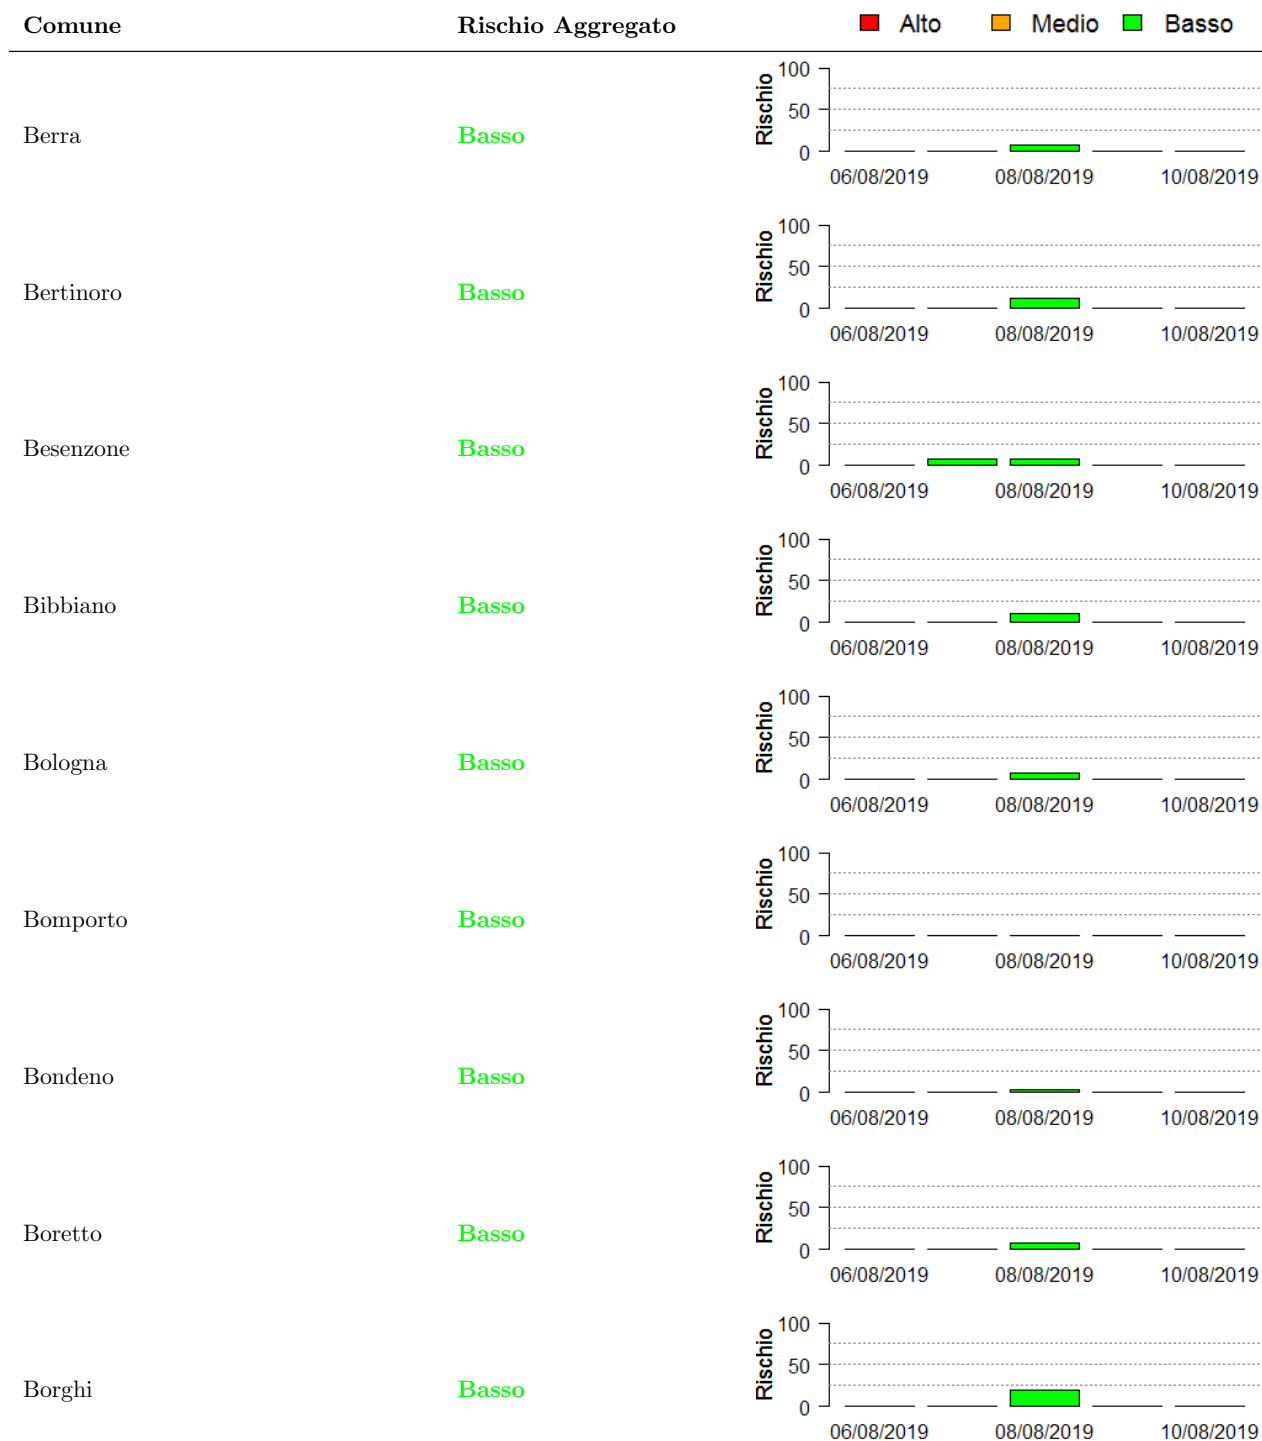 Comune Rischio Aggregato Alto Medio Basso
100
50
0
Rischio
Berra Basso
06/08/2019 08/08/2019 10/08/2019
100
50
0
Rischio
Bertinoro Basso
06/08/2019 08/08/2019 10/08/2019
100
50
0
Rischio
Besenzone Basso
06/08/2019 08/08/2019 10/08/2019
100
50
0
Rischio
Bibbiano Basso
06/08/2019 08/08/2019 10/08/2019
100
50
0
Rischio
Bologna Basso
06/08/2019 08/08/2019 10/08/2019
100
50
0
Rischio
Bomporto Basso
06/08/2019 08/08/2019 10/08/2019
100
50
0
Rischio
Bondeno Basso
06/08/2019 08/08/2019 10/08/2019
100
50
0
Rischio
Boretto Basso
06/08/2019 08/08/2019 10/08/2019
100
50
0
Rischio
Borghi Basso
06/08/2019 08/08/2019 10/08/2019